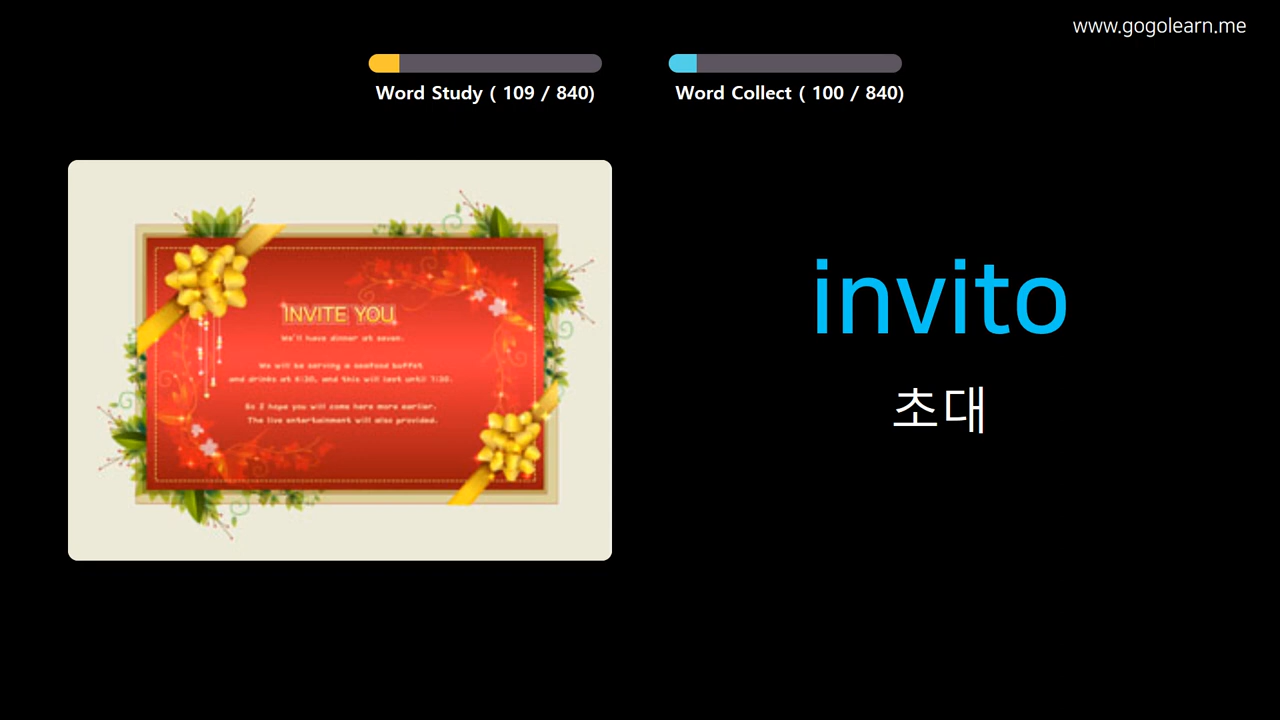 www.gogolearn.me
Word Study ( 109 / 840)
Word Collect ( 100 / 840)
INVITE YOU
We'll have dinner at seven.
We will be serving a seafood buffet
and drinks at 6:30, and this will last until 1:30.
So I hope you will come here more earlier.
The live entertainment will also provided.
invito
초대